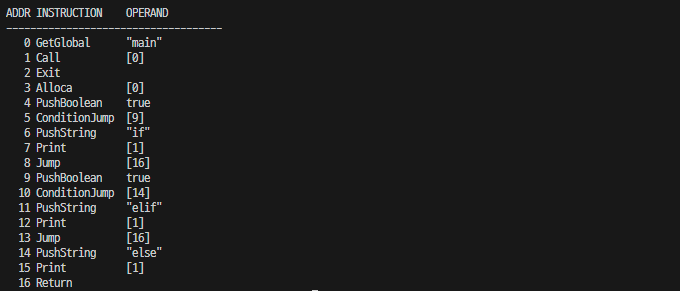 ADDR INSTRUCTION OPERAND
------------------------------------
0 GetGlobal "main"
1 Call [0]
2 Exit
3 Alloca [0]
4 PushBoolean true
5 ConditionJump [9]
6 PushString "if"
7 Print [1]
8 Jump [16]
9 PushBoolean true
10 ConditionJump [14]
11 PushString "elif"
12 Print [1]
13 Jump [16]
14 PushString "else"
15 Print [1]
16 Return